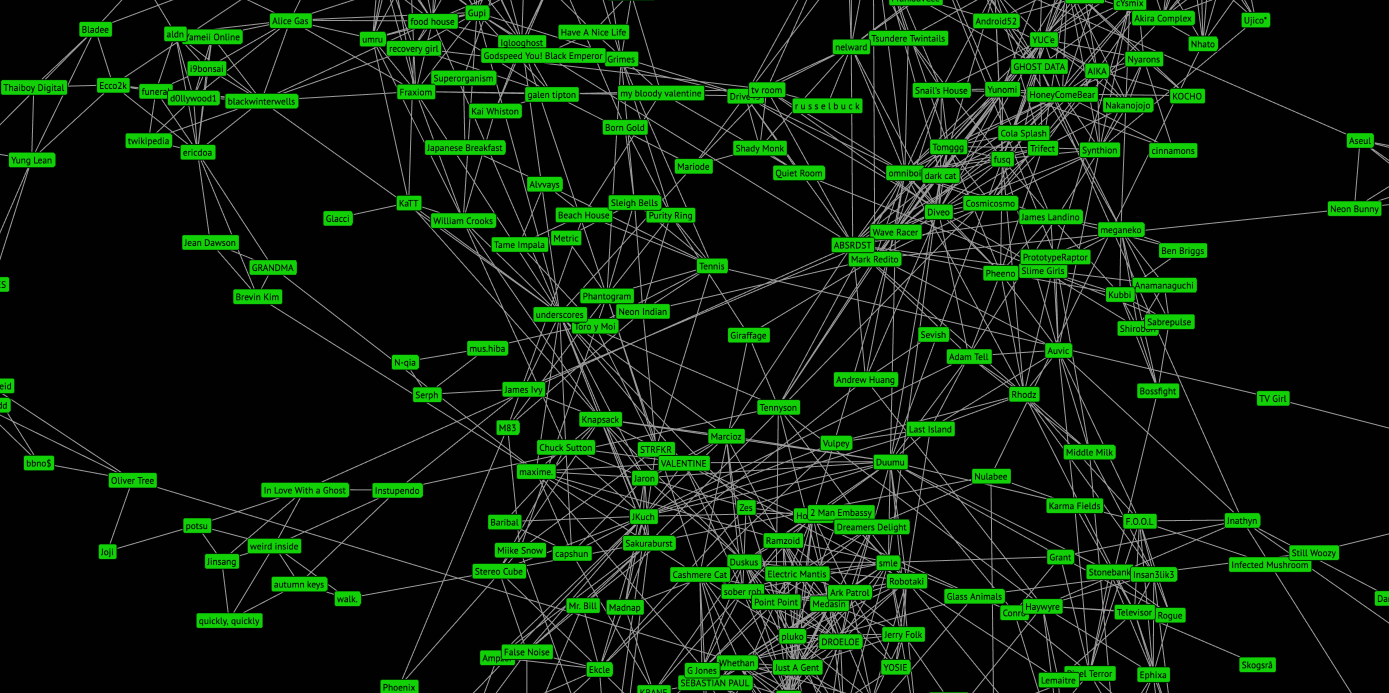 cYsmix
Gupi
Akira Complex
Alice Gas
food house
Android52
Ujico*
Bladee
aldn
Yameii Online
umru
Have A Nice Life
Tsundere Twintails
YUC'e
Nhato
recovery girl
Iglooghost
nelward
Godspeed You! Black Emperor
Grimes
Nyarons
i9bonsai
GHOST DATA
AIKA
Superorganism
Thaiboy Digital
Ecco2k
funera
d0llywood1
blackwinterwells
Fraxiom
galen tipton
my bloody valentine
tv room
Snail's House
Yunomi
HoneyComeBear
KOCHO
Kai Whiston
r u s s e l b u c k
Nakanojojo
Born Gold
Cola Splash
twikipedia
ericdoa
Japanese Breakfast
Shady Monk
Tomggg
Trifect
Synthion
cinnamons
Aseul
Yung Lean
Mariode
Quiet Room
fusq
omniboi
dark cat
Alvvays
KaTT
Sleigh Bells
Cosmicosmo
Neon Bunny
Glacci
William Crooks
Beach House
Purity Ring
Diveo
James Landino
Jean Dawson
Tame Impala
Metric
Wave Racer
meganeko
ABSRDST
Ben Briggs
GRANDMA
Tennis
Mark Redito
PrototypeRaptor
Pheeno
Slime Girls
Anamanaguchi
Brevin Kim
Phantogram
Kubbi
underscores
Neon Indian
Toro y Moi
Sabrepulse
Giraffage
Sevish
mus.hiba
Adam Tell
Auvic
N-qia
Andrew Huang
Serph
James Ivy
Rhodz
Bossfight
TV Girl
Knapsack
Tennyson
M83
Marcioz
Last Island
Chuck Sutton
STRFKR
Vulpey
Middle Milk
bbno$
VALENTINE
Duumu
Oliver Tree
maxime.
Jaron
Nulabee
In Love With a Ghost
Instupendo
Zes
Karma Fields
potsu
Baribal
JKuch
2 Man Embassy
F.O.O.L
Jnathyn
Dreamers Delight
Joji
weird inside
Miike Snow
capshun
Sakuraburst
Ramzoid
Still Woozy
Jinsang
Duskus
smle
Grant
Infected Mushroom
autumn keys
walk.
Stereo Cube
Cashmere Cat
Electric Mantis
Robotaki
Stonebank
Insan3lik3
quickly, quickly
Mr. Bill
Madnap
sober rob
Point Point
Medasin
Ark Patrol
Glass Animals
Haywyre
Televisor
Rogue
pluko
DROELOE
Jerry Folk
False Noise
Ekcle
G Jones
Whethan
Just A Gent
YOSIE
Skogsrå
Phoenix
SEBASTIAN PAUL
Lemaitre
Ephixa